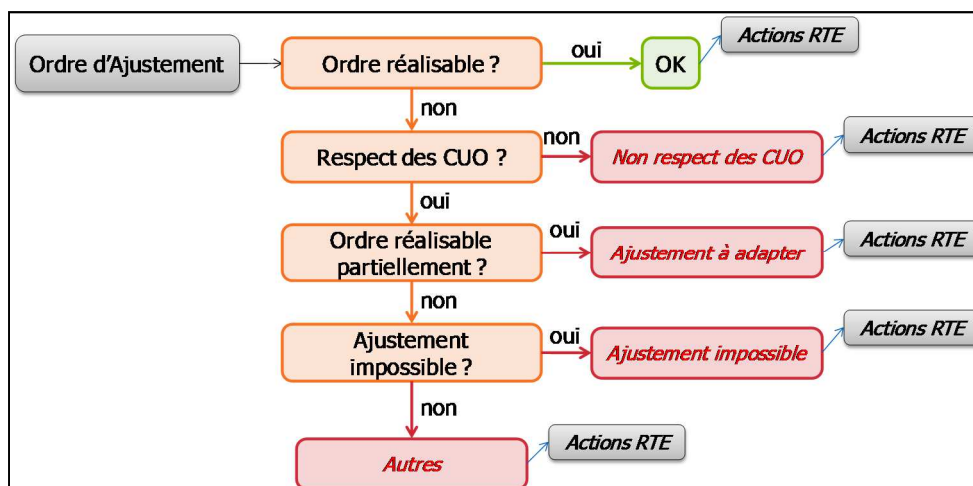 Actions RTE
Ordre d'Ajustement
Ordre réalisable ?
oui
OK
non
Respect des CUO ?
non
Non respect des CUO
Actions RTE
oui
Ordre réalisable
partiellement ?
oui
Ajustement à adapter
Actions RTE
non
Ajustement
impossible ?
oui
Ajustement impossible
Actions RTE
non
Autres
Actions RTE